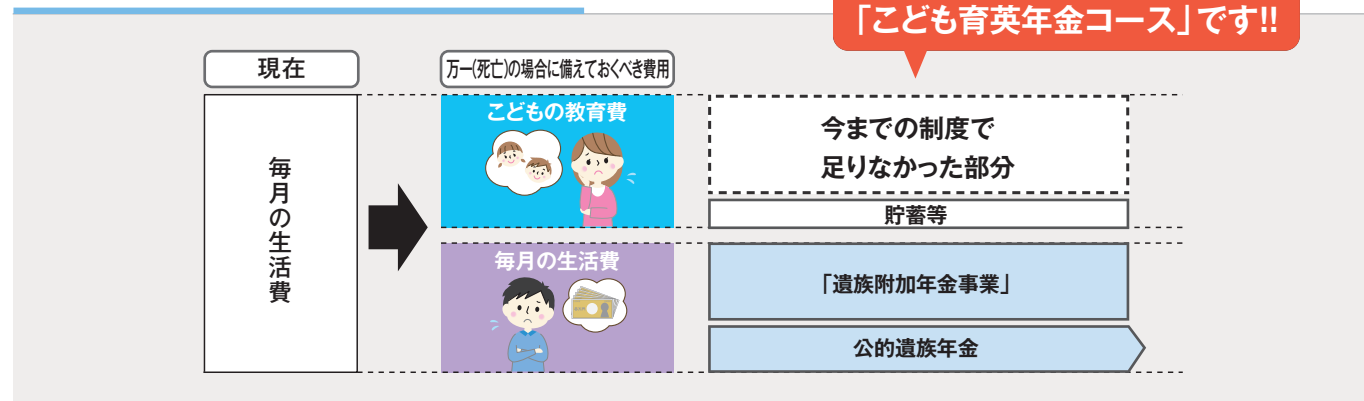 「こども育英年金コース」です!!
現在
万一(死亡)の場合に備えておくべき費用
毎月の生活費
こどもの教育費
今までの制度で
足りなかった部分
貯蓄等
毎月の生活費
「遺族附加年金事業」
公的遺族年金